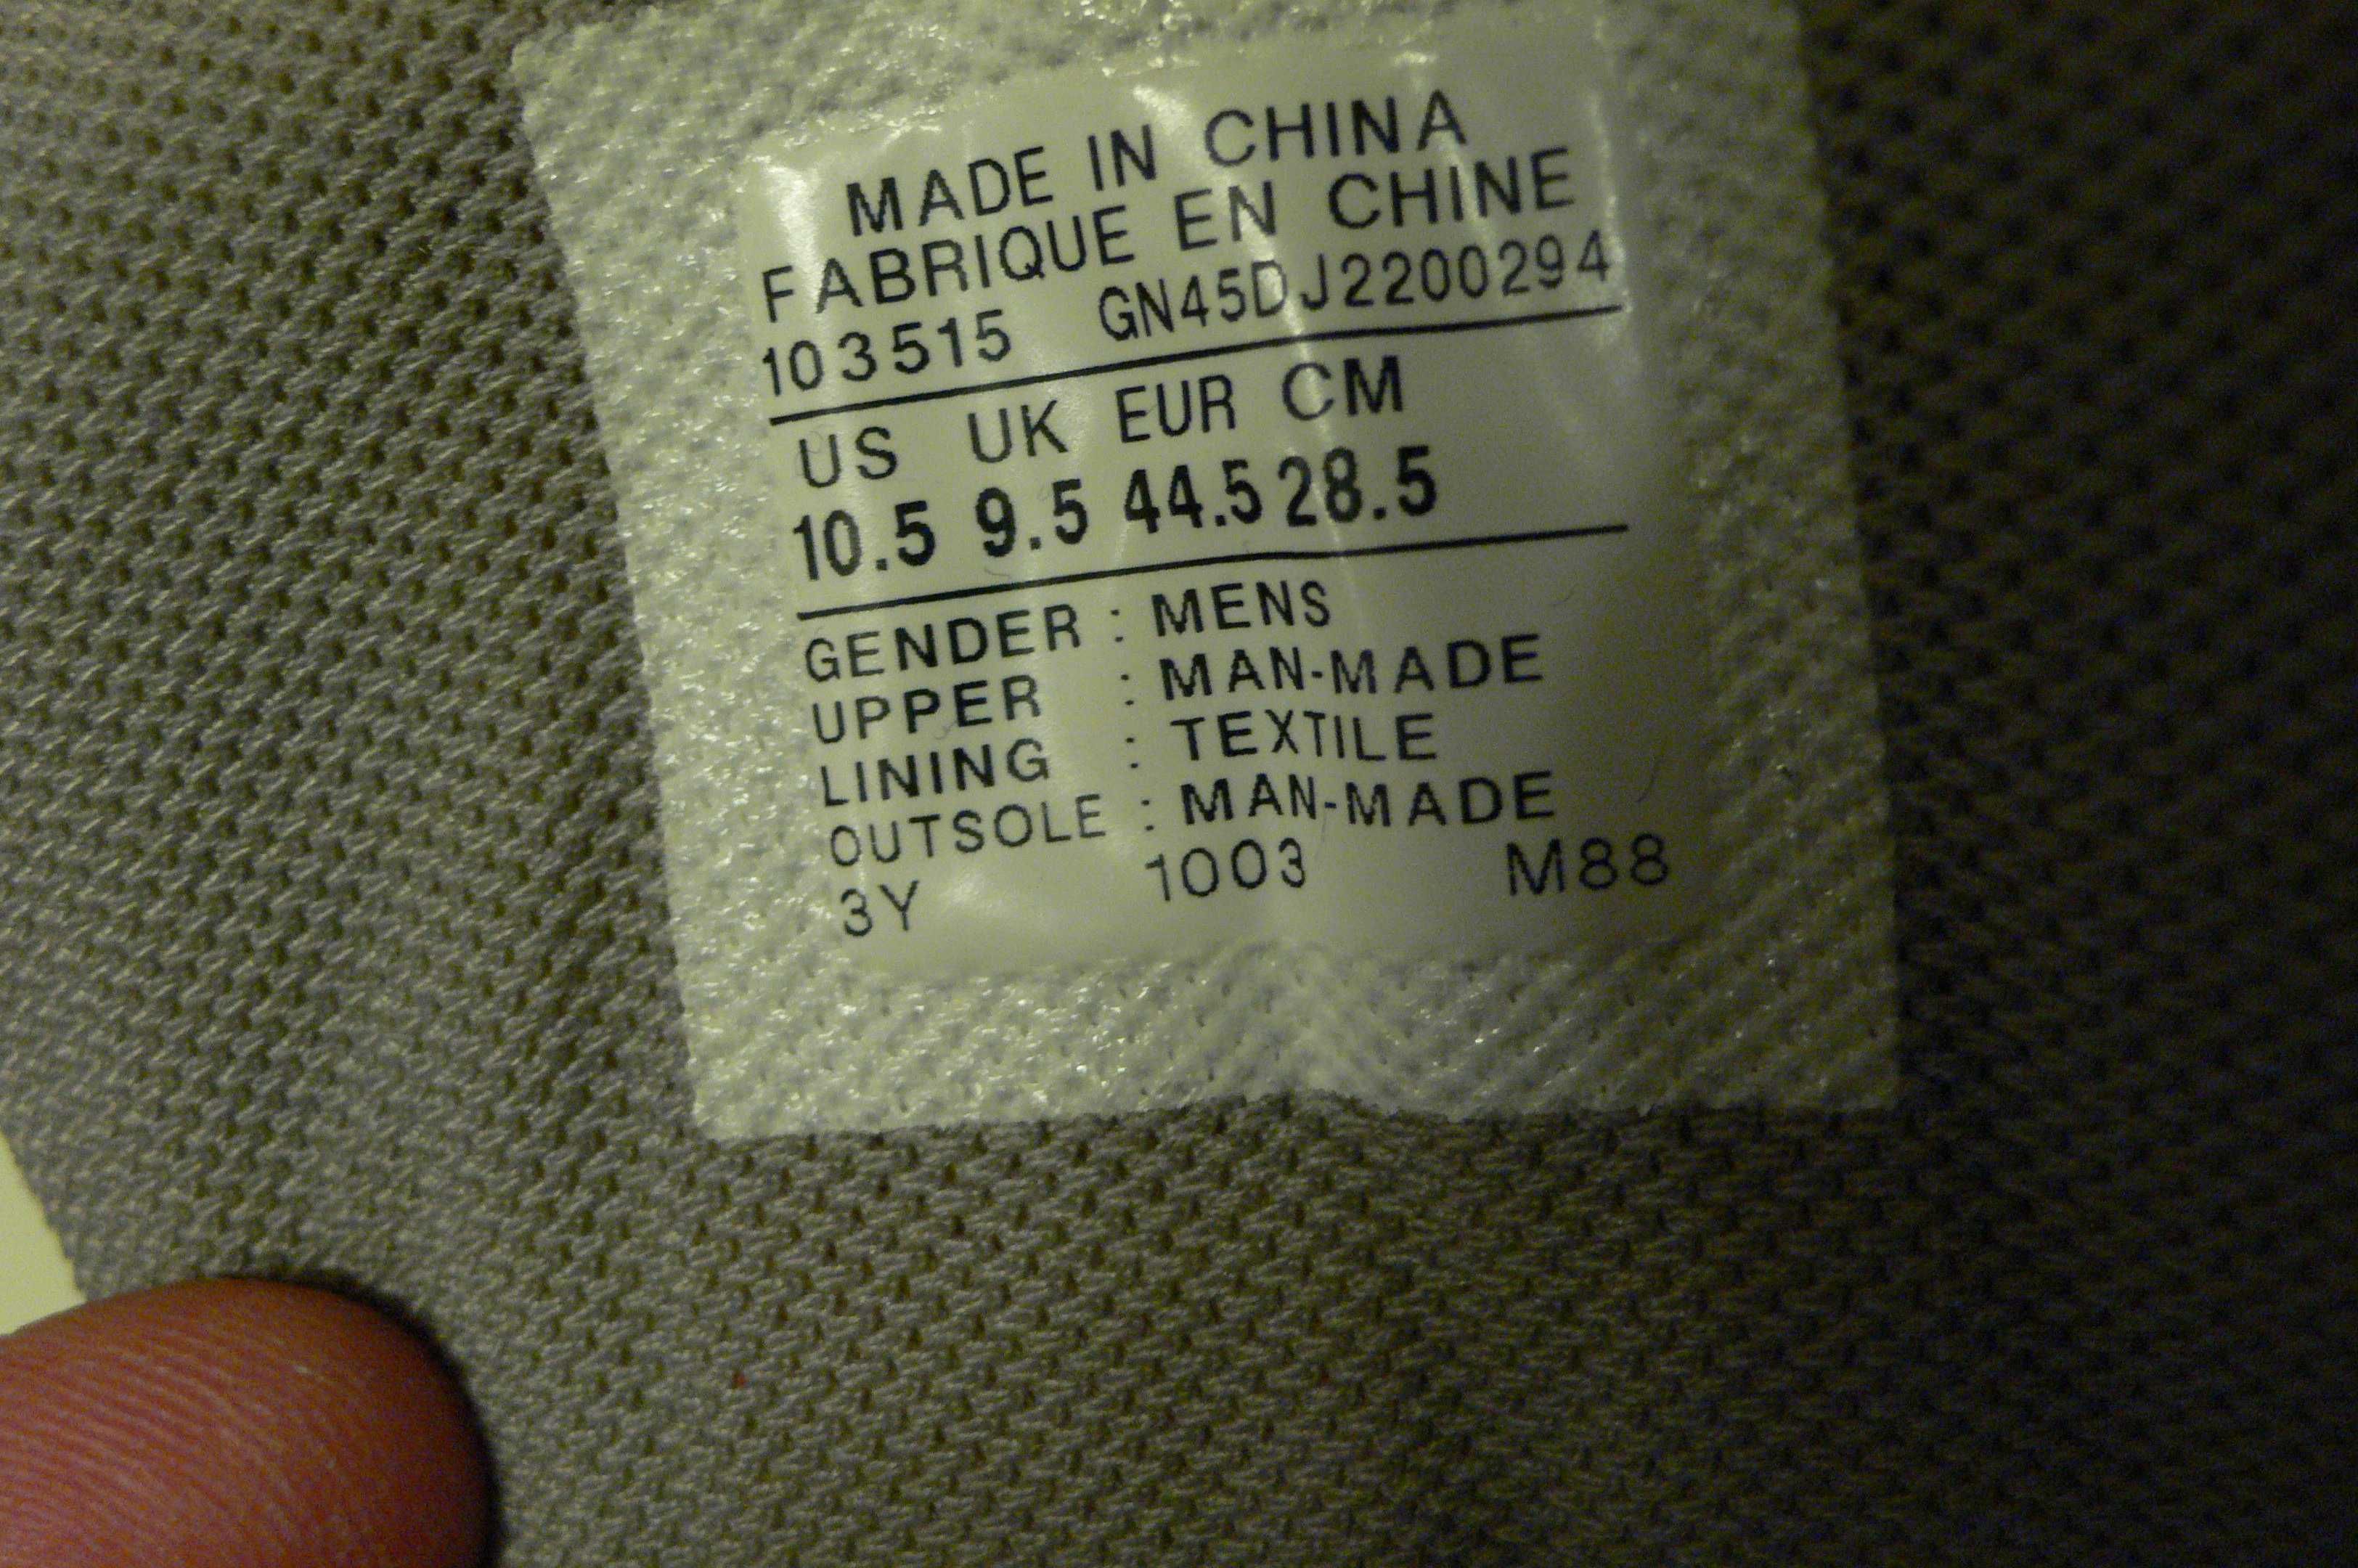 MADE IN CHINA
FABRIQUE EN CHINE
103515 GN45DJ2200294
US UK EUR CM
10.5 9.5 44.5 28.5
GENDER : MENS
UPPER : MAN-MADE
LINING : TEXTILE
OUTSOLE : MAN-MADE
3Y 1003 M88